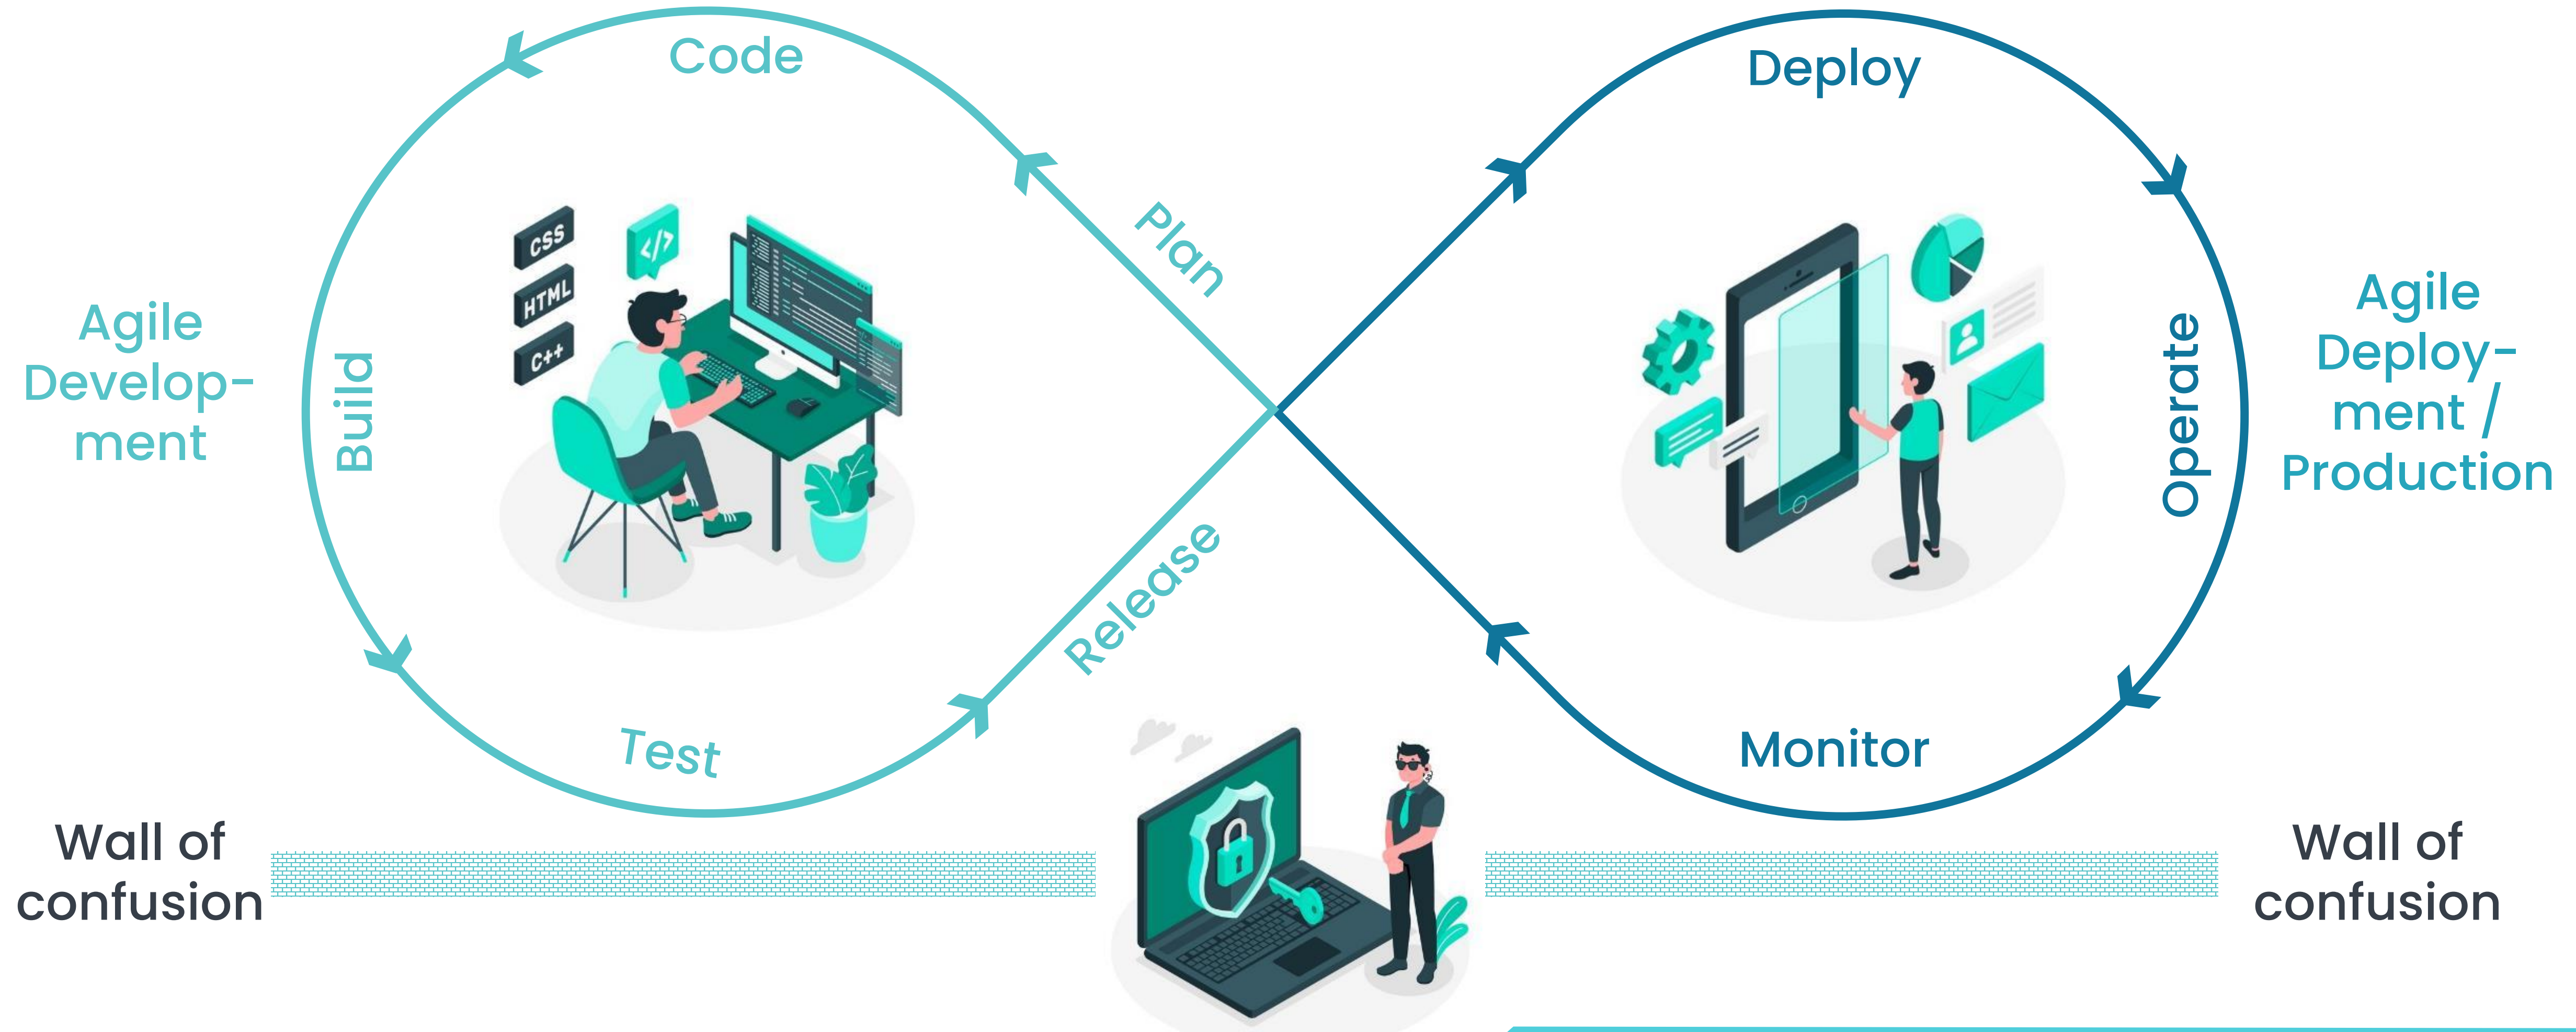 Code
Deploy
Plan
CSS
</>
HTML
C++
Agile
Develop-
ment
Build
Operate
Agile
Deploy-
ment /
Production
Release
Test
Monitor
Wall of
confusion
Wall of
confusion